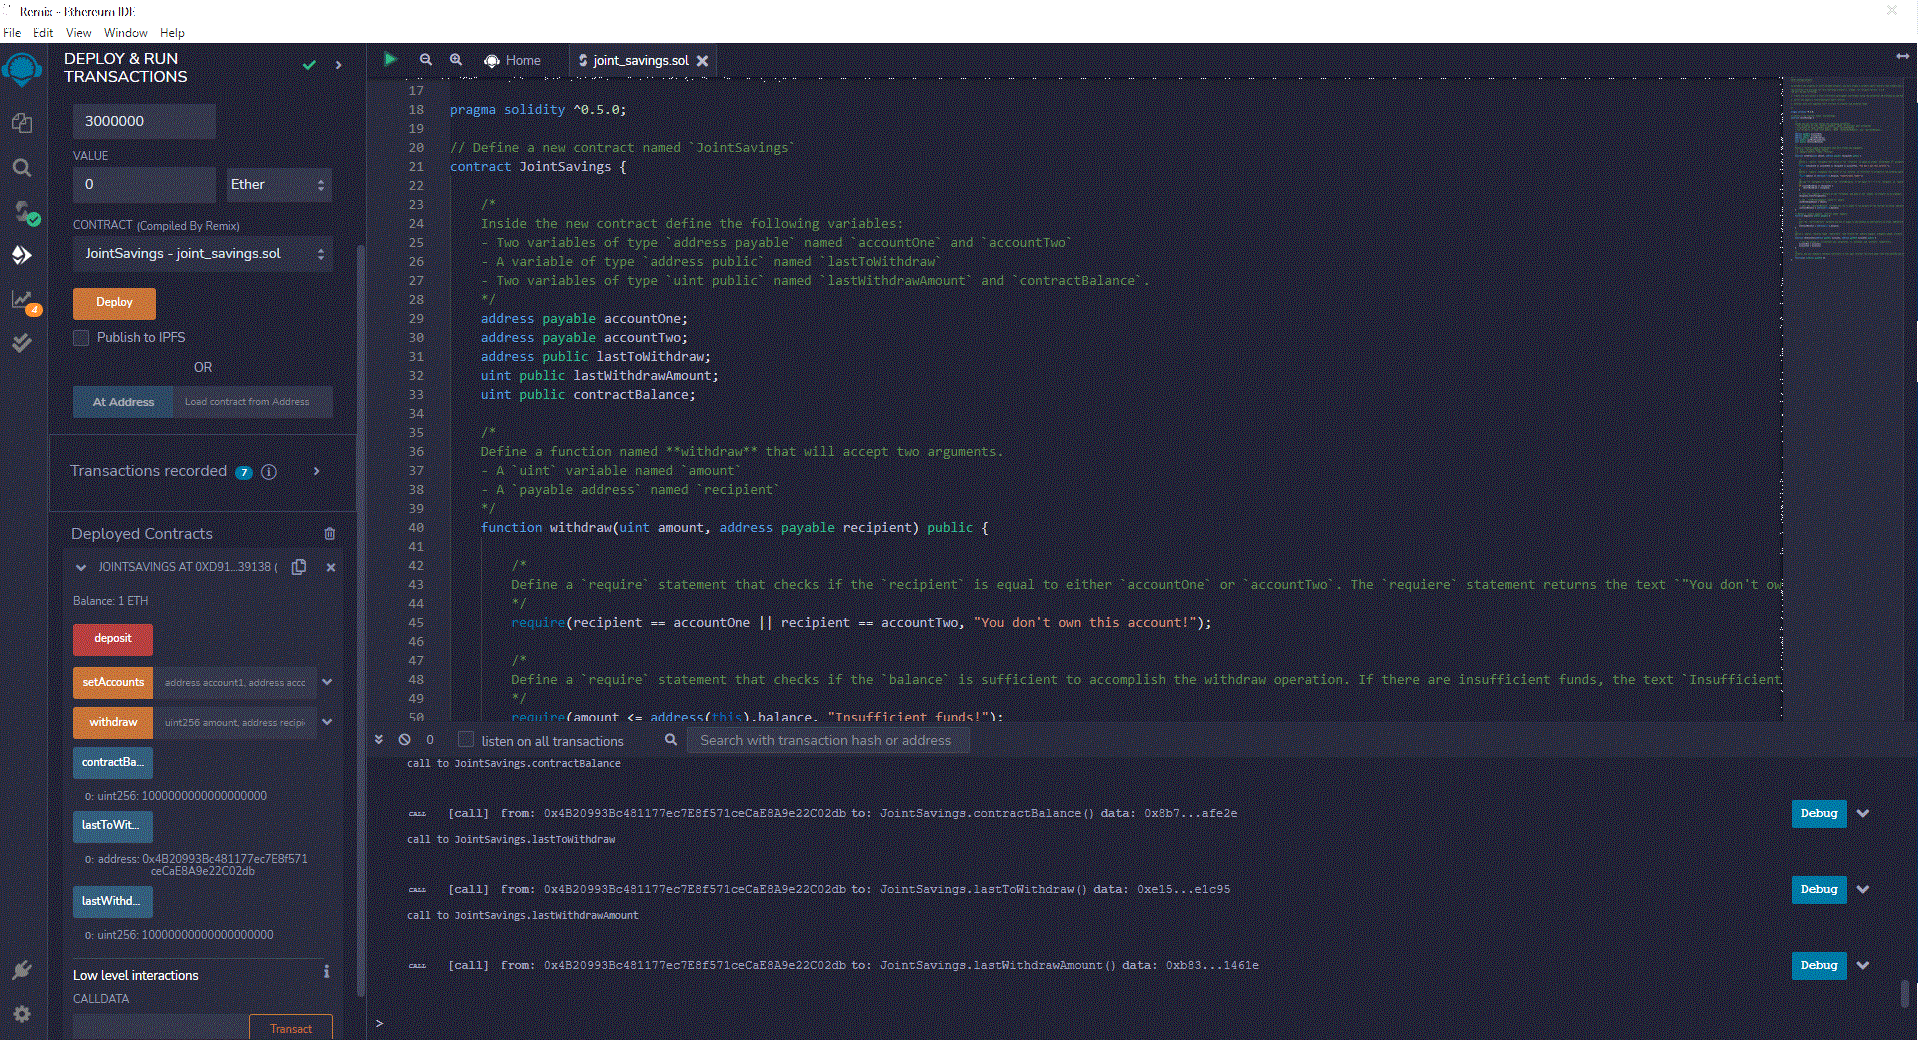 Remix - Ethereum IDE
File Edit View Window Help
DEPLOY & RUN
TRANSACTIONS
3000000
VALUE
0 Ether
CONTRACT (Compiled By Remix)
JointSavings - joint_savings.sol
Deploy
Publish to IPFS
OR
At Address Load contract from Address
Transactions recorded 7 i
Deployed Contracts
JOINTSAVINGS AT 0XD91...39138 (
Balance: 1 ETH
deposit
setAccounts address account1, address acco
withdraw uint256 amount, address recipi
contractBa...
0: uint256: 1000000000000000000
lastToWit...
0: address: 0x4B20993Bc481177ec7E8f571
ceCaE8A9e22C02db
lastWithd...
0: uint256: 10000000000000000000
Low level interactions i
CALLDATA
Transact
4
Home joint_savings.sol
17
18 pragma solidity ^0.5.0;
19
20 // Define a new contract named `JointSavings`
21 contract JointSavings {
22
23 /*
24 Inside the new contract define the following variables:
25 - Two variables of type `address payable` named `accountOne` and `accountTwo`
26 - A variable of type `address public` named `lastToWithdraw`
27 - Two variables of type `uint public` named `lastWithdrawAmount` and `contractBalance`.
28 */
29 address payable accountOne;
30 address payable accountTwo;
31 address public lastToWithdraw;
32 uint public lastWithdrawAmount;
33 uint public contractBalance;
34
35 /*
36 Define a function named **withdraw** that will accept two arguments.
37 - A `uint` variable named `amount`
38 - A `payable address` named `recipient`
39 */
40 function withdraw(uint amount, address payable recipient) public {
41
42 /*
43 Define a `require` statement that checks if the `recipient` is equal to either `accountOne` or `accountTwo`. The `requiere` statement returns the text `"You don't ow
44 */
45 require(recipient == accountOne || recipient == accountTwo, "You don't own this account!");
46
47 /*
48 Define a `require` statement that checks if the `balance` is sufficient to accomplish the withdraw operation. If there are insufficient funds, the text `Insufficient
49 */
50 require(amount <= address(this).balance, "Insufficient funds!");
0 listen on all transactions Search with transaction hash or address
call to JointSavings.contractBalance
CALL [call] from: 0x4B20993Bc481177ec7E8f571ceCaE8A9e22C02db to: JointSavings.contractBalance() data: 0x8b7...afe2e Debug
call to JointSavings.lastToWithdraw
CALL [call] from: 0x4B20993Bc481177ec7E8f571ceCaE8A9e22C02db to: JointSavings.lastToWithdraw() data: 0xe15...e1c95 Debug
call to JointSavings.lastWithdrawAmount
CALL [call] from: 0x4B20993Bc481177ec7E8f571ceCaE8A9e22C02db to: JointSavings.lastWithdrawAmount() data: 0xb83...1461e Debug
>